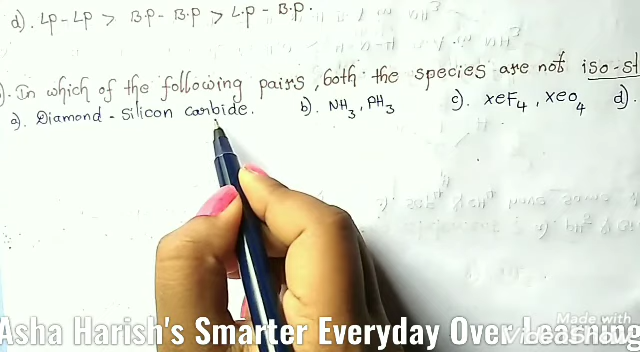 d). Lp - Lp > B.p - B.p > L.p - B.p.
). In which of the following pairs, both the species are not iso-st
a). Diamond - Silicon carbide. b). NH3, PH3 c). XeF4, XeO4 d).
Asha Harish's Smarter Everyday Over Learning
Made with
VideoShow